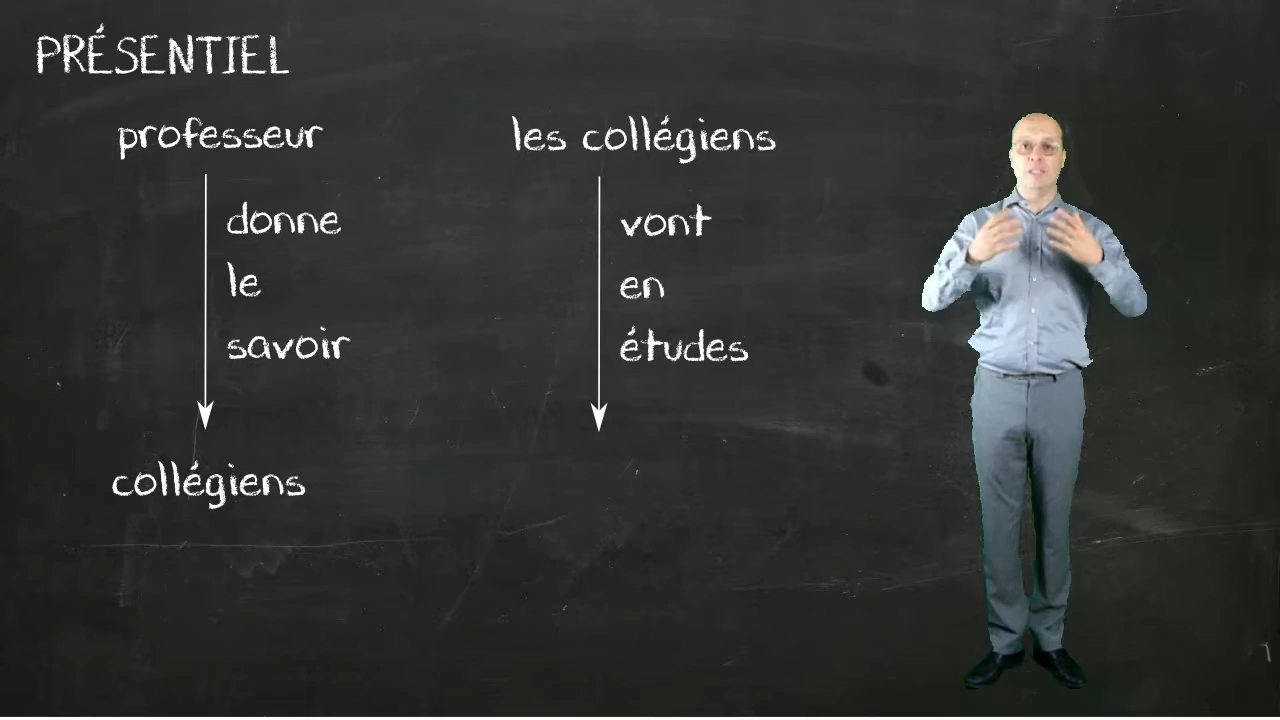 PRÉSENTIEL
professeur
donne
le
savoir
collégiens
les collégiens
vont
en
études